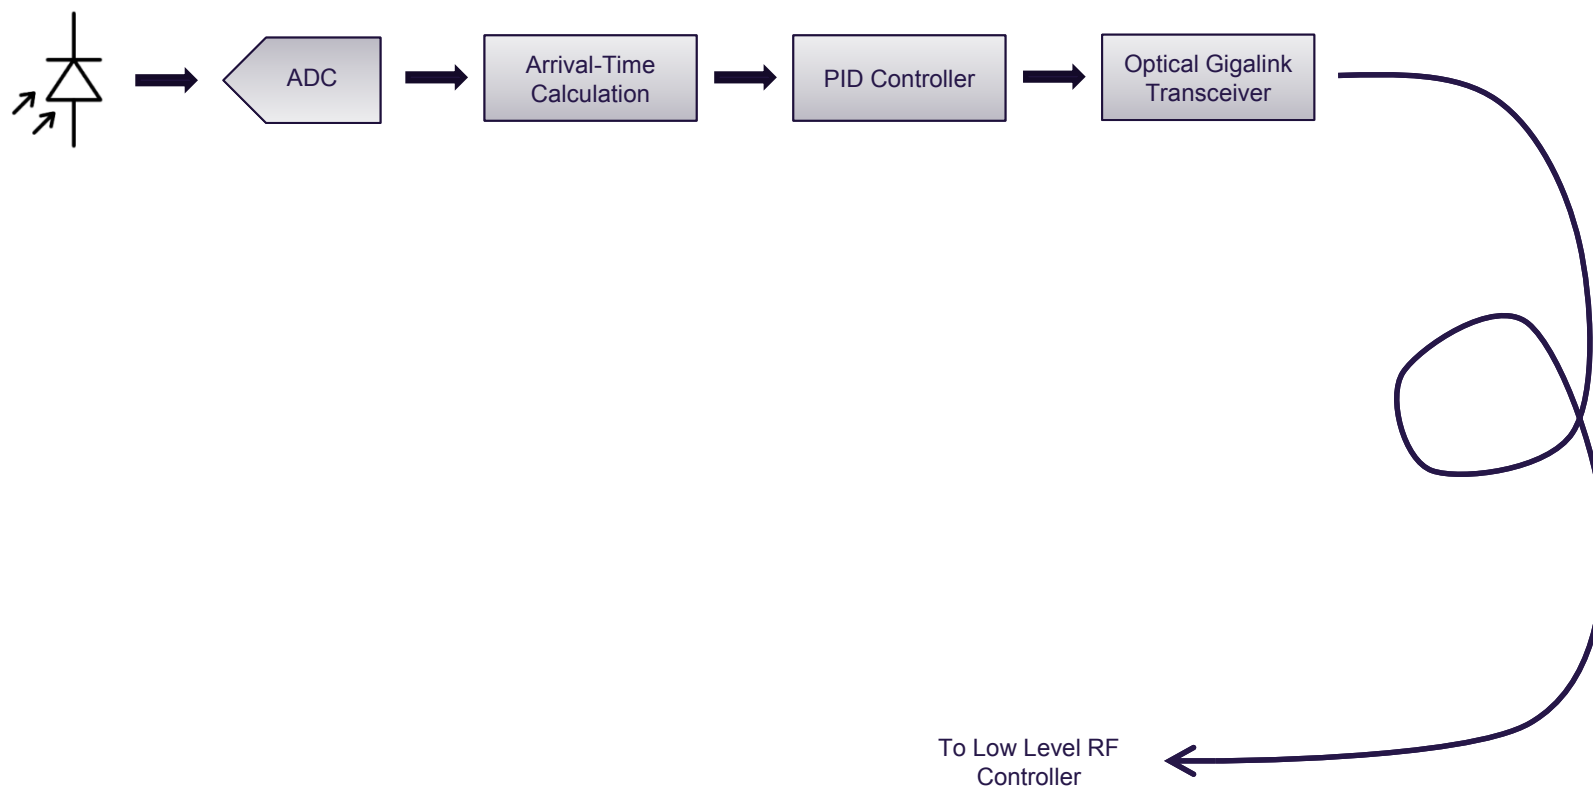 ADC
Arrival-Time
Calculation
PID Controller
Optical Gigalink
Transceiver
To Low Level RF
Controller